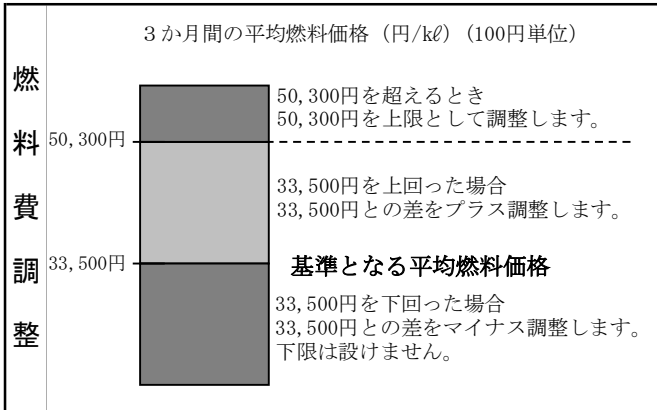 燃料費調整
3か月間の平均燃料価格（円/kℓ）（100円単位）
50,300円を超えるとき
50,300円を上限として調整します。
50,300円
33,500円を上回った場合
33,500円との差をプラス調整します。
33,500円
基準となる平均燃料価格
33,500円を下回った場合
33,500円との差をマイナス調整します。
下限は設けません。